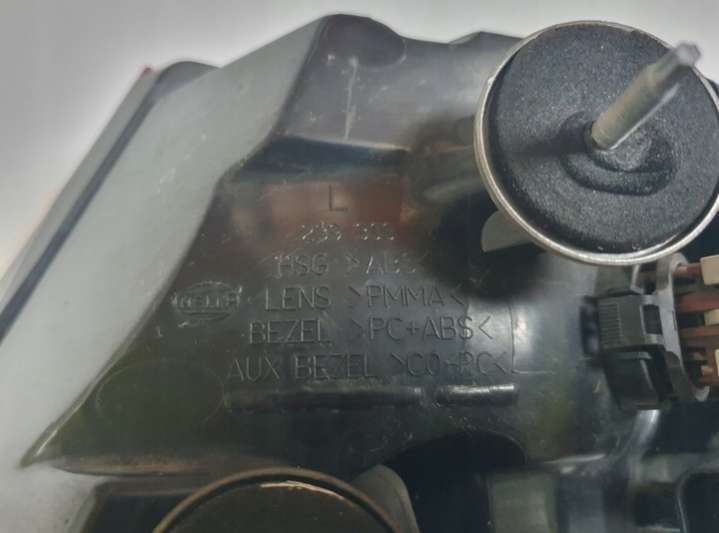 L
HSG >ABS<
HELLA LENS >PMMA<
BEZEL >PC+ABS<
AUX BEZEL >CO-PC<